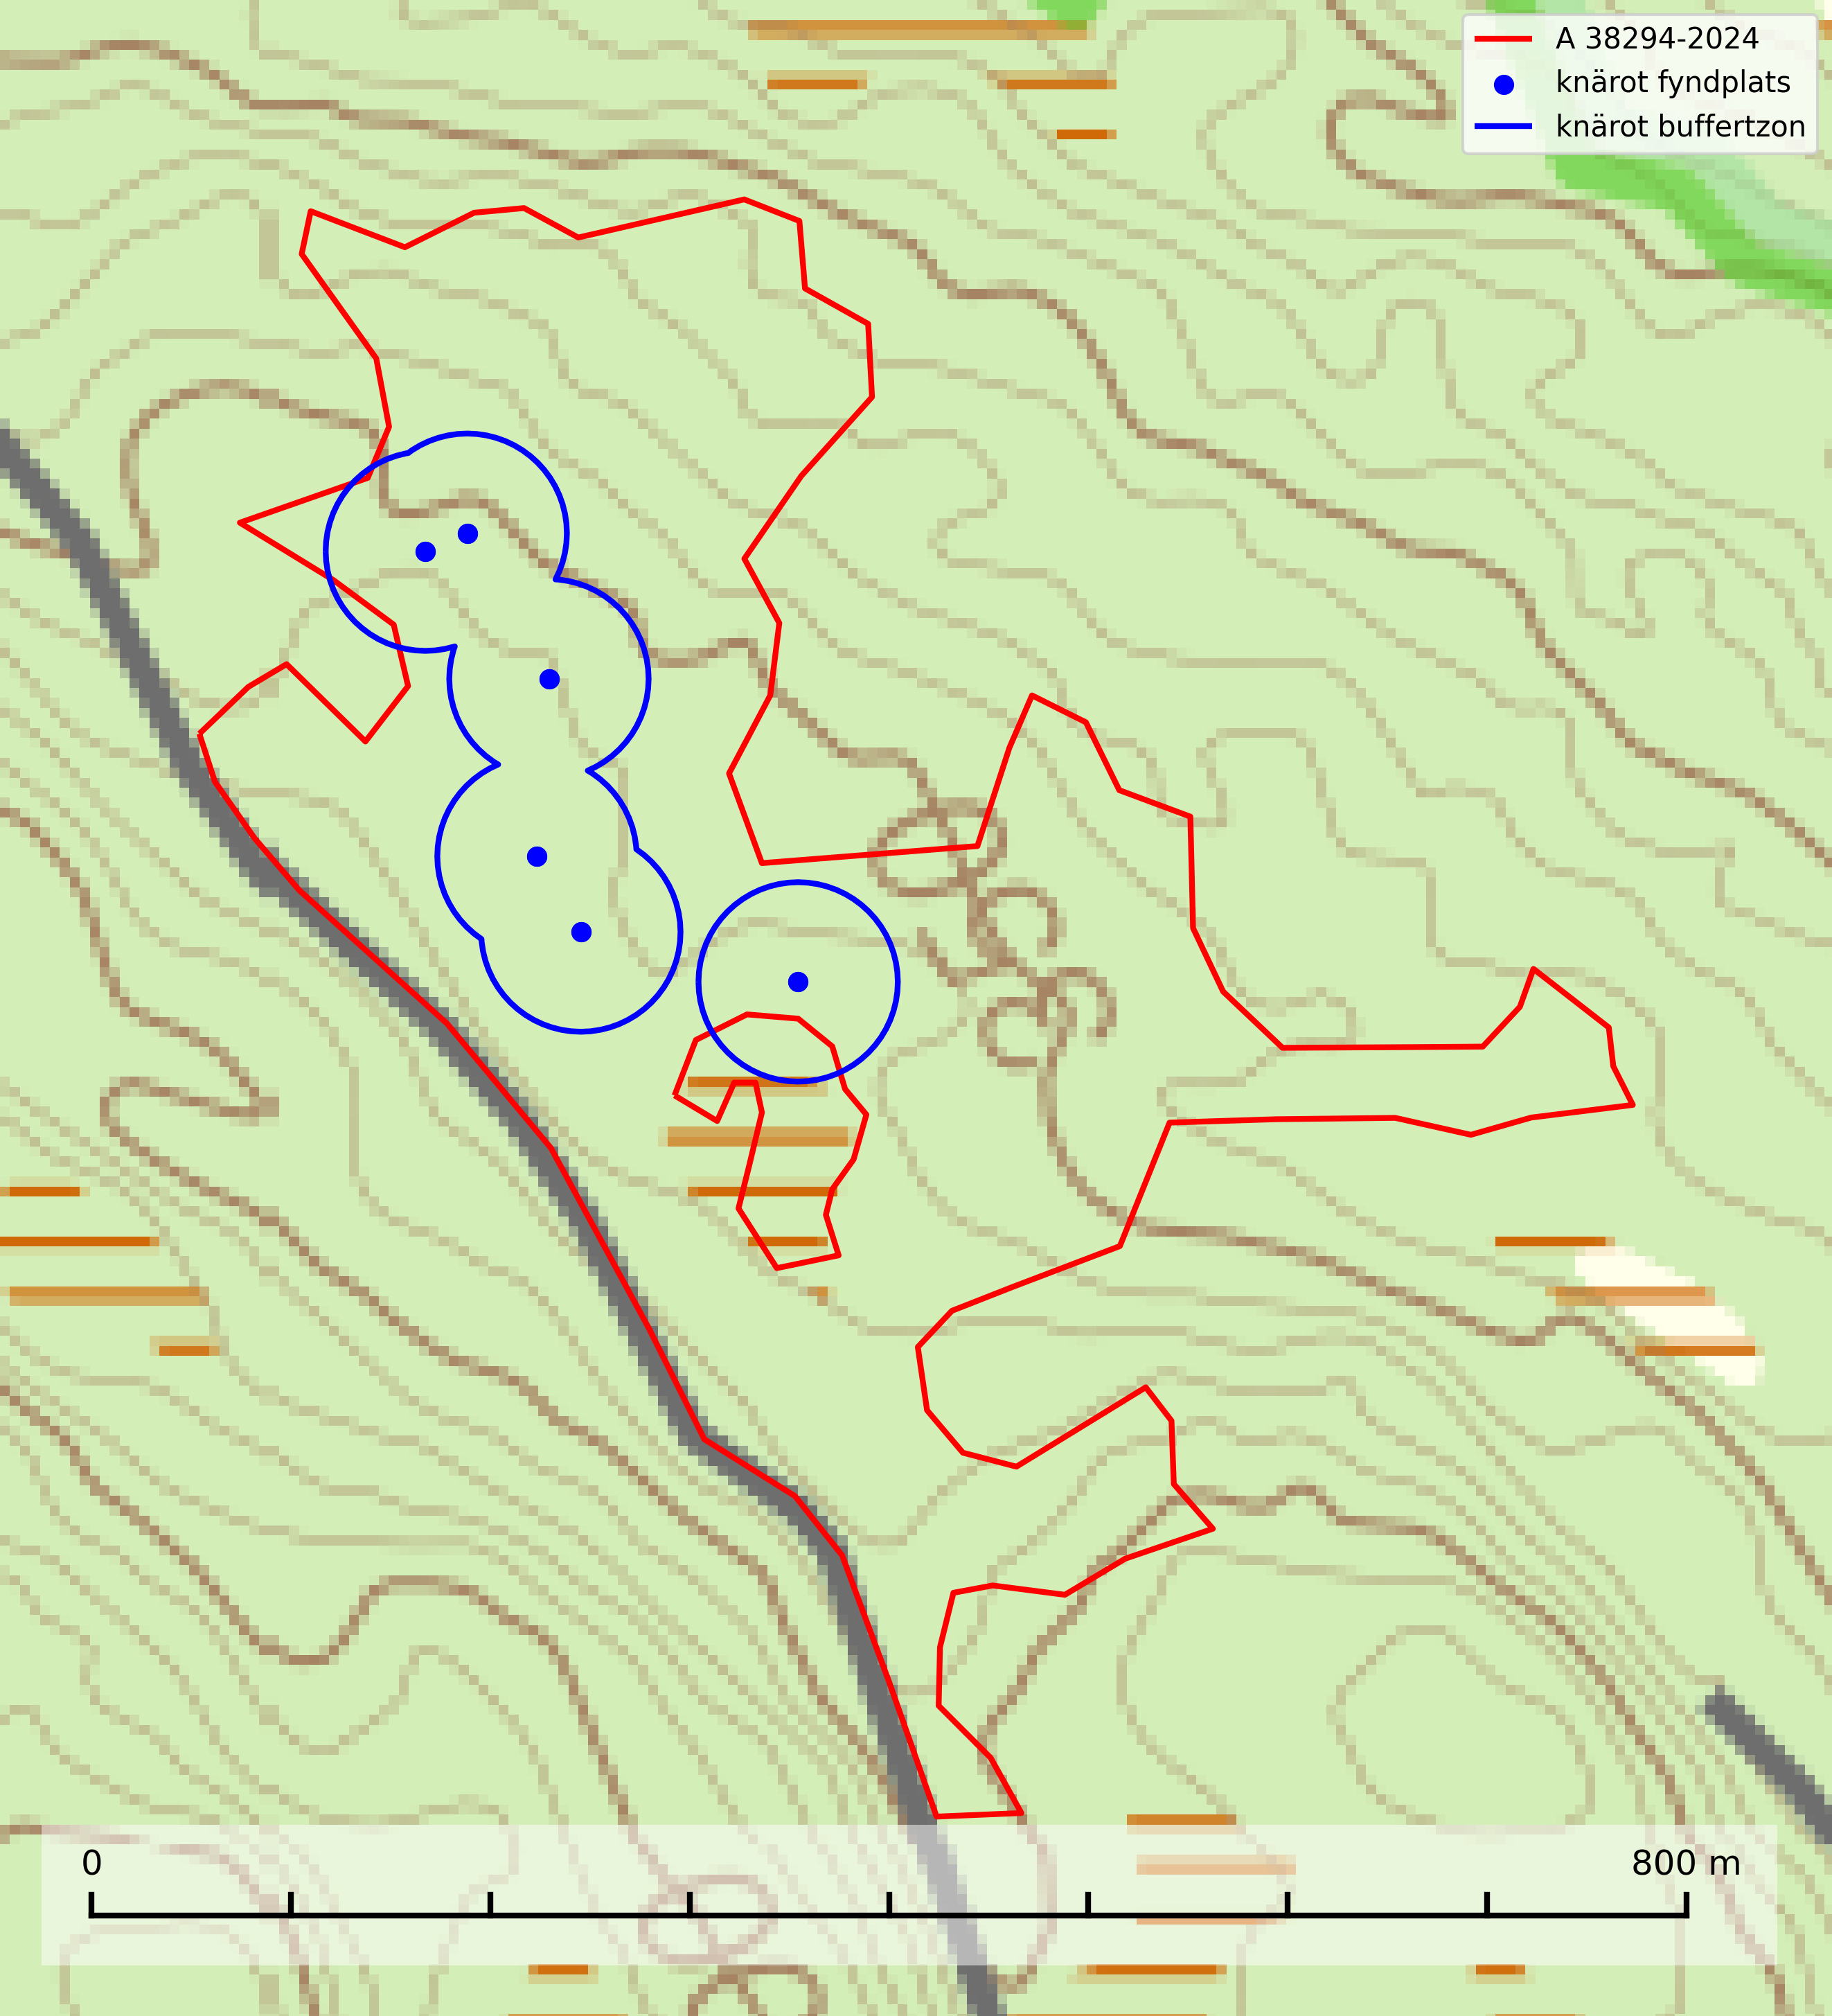 A 38294-2024
knärot fyndplats
knärot buffertzon
0
800 m